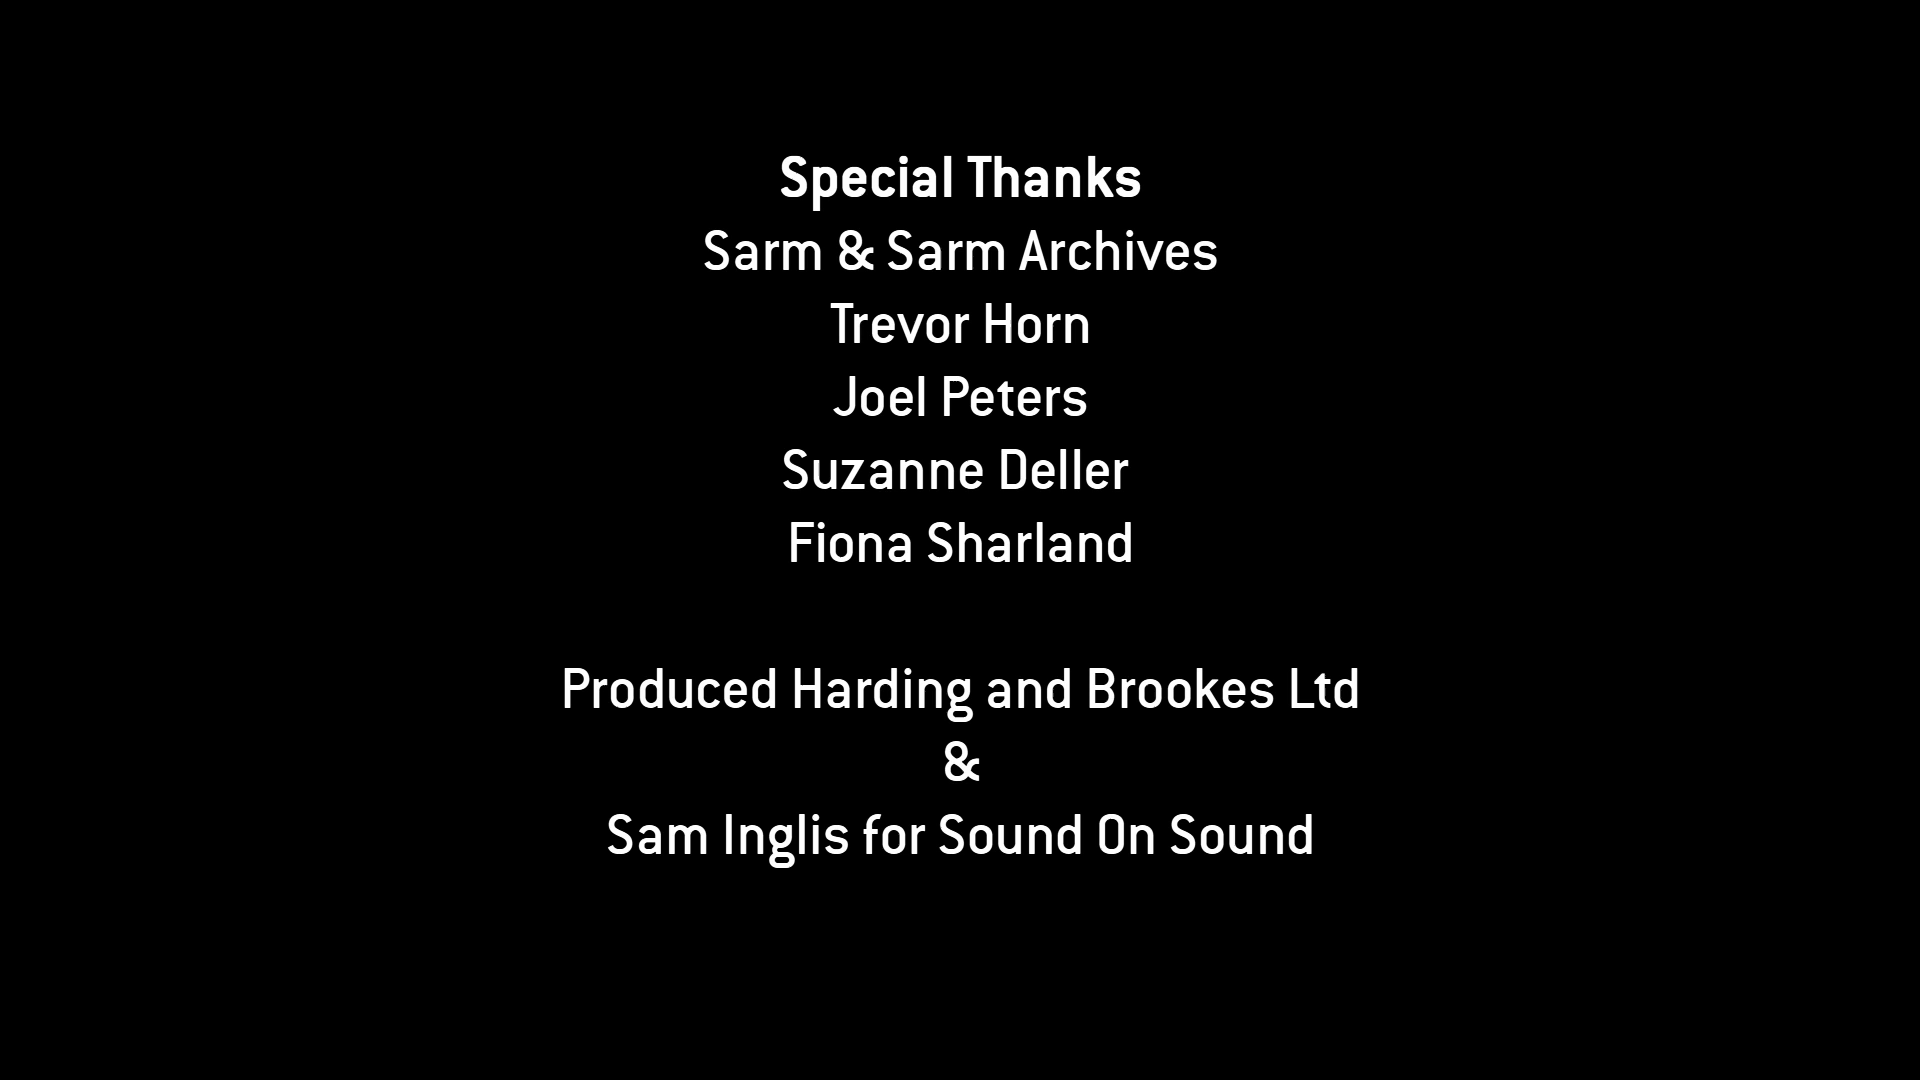 Special Thanks
Sarm & Sarm Archives
Trevor Horn
Joel Peters
Suzanne Deller
Fiona Sharland
Produced Harding and Brookes Ltd
&
Sam Inglis for Sound On Sound